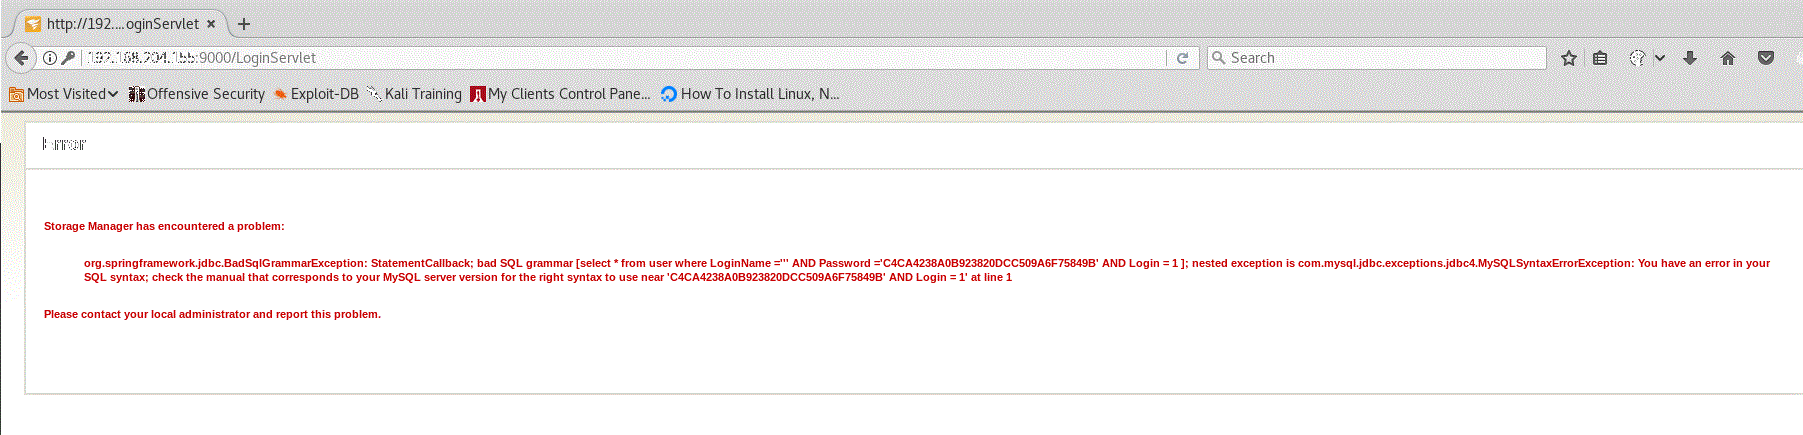 http://192....oginServlet
192.168.204.155:9000/LoginServlet
Search
Most Visited
Offensive Security
Exploit-DB
Kali Training
My Clients Control Pane...
How To Install Linux, N...
Error
Storage Manager has encountered a problem:
org.springframework.jdbc.BadSqlGrammarException: StatementCallback; bad SQL grammar [select * from user where LoginName =''' AND Password ='C4CA4238A0B923820DCC509A6F75849B' AND Login = 1 ]; nested exception is com.mysql.jdbc.exceptions.jdbc4.MySQLSyntaxErrorException: You have an error in your
SQL syntax; check the manual that corresponds to your MySQL server version for the right syntax to use near 'C4CA4238A0B923820DCC509A6F75849B' AND Login = 1' at line 1
Please contact your local administrator and report this problem.